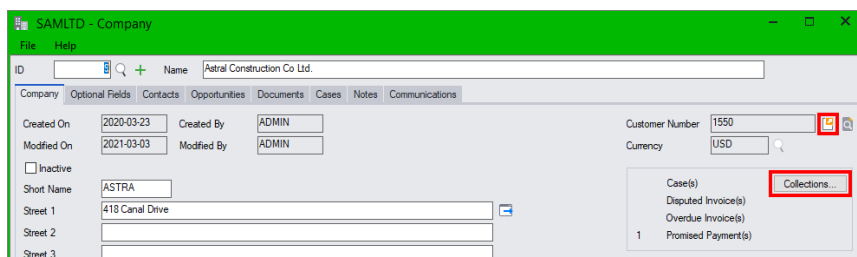 SAMLTD - Company
File Help
ID 5 Name Astral Construction Co Ltd.
Company Optional Fields Contacts Opportunities Documents Cases Notes Communications
Created On 2020-03-23 Created By ADMIN Customer Number 1550
Modified On 2021-03-03 Modified By ADMIN Currency USD
Inactive
Case(s) Collections...
Short Name ASTRA
Disputed Invoice(s)
Street 1 418 Canal Drive
Overdue Invoice(s)
Street 2
1 Promised Payment(s)
Street 3